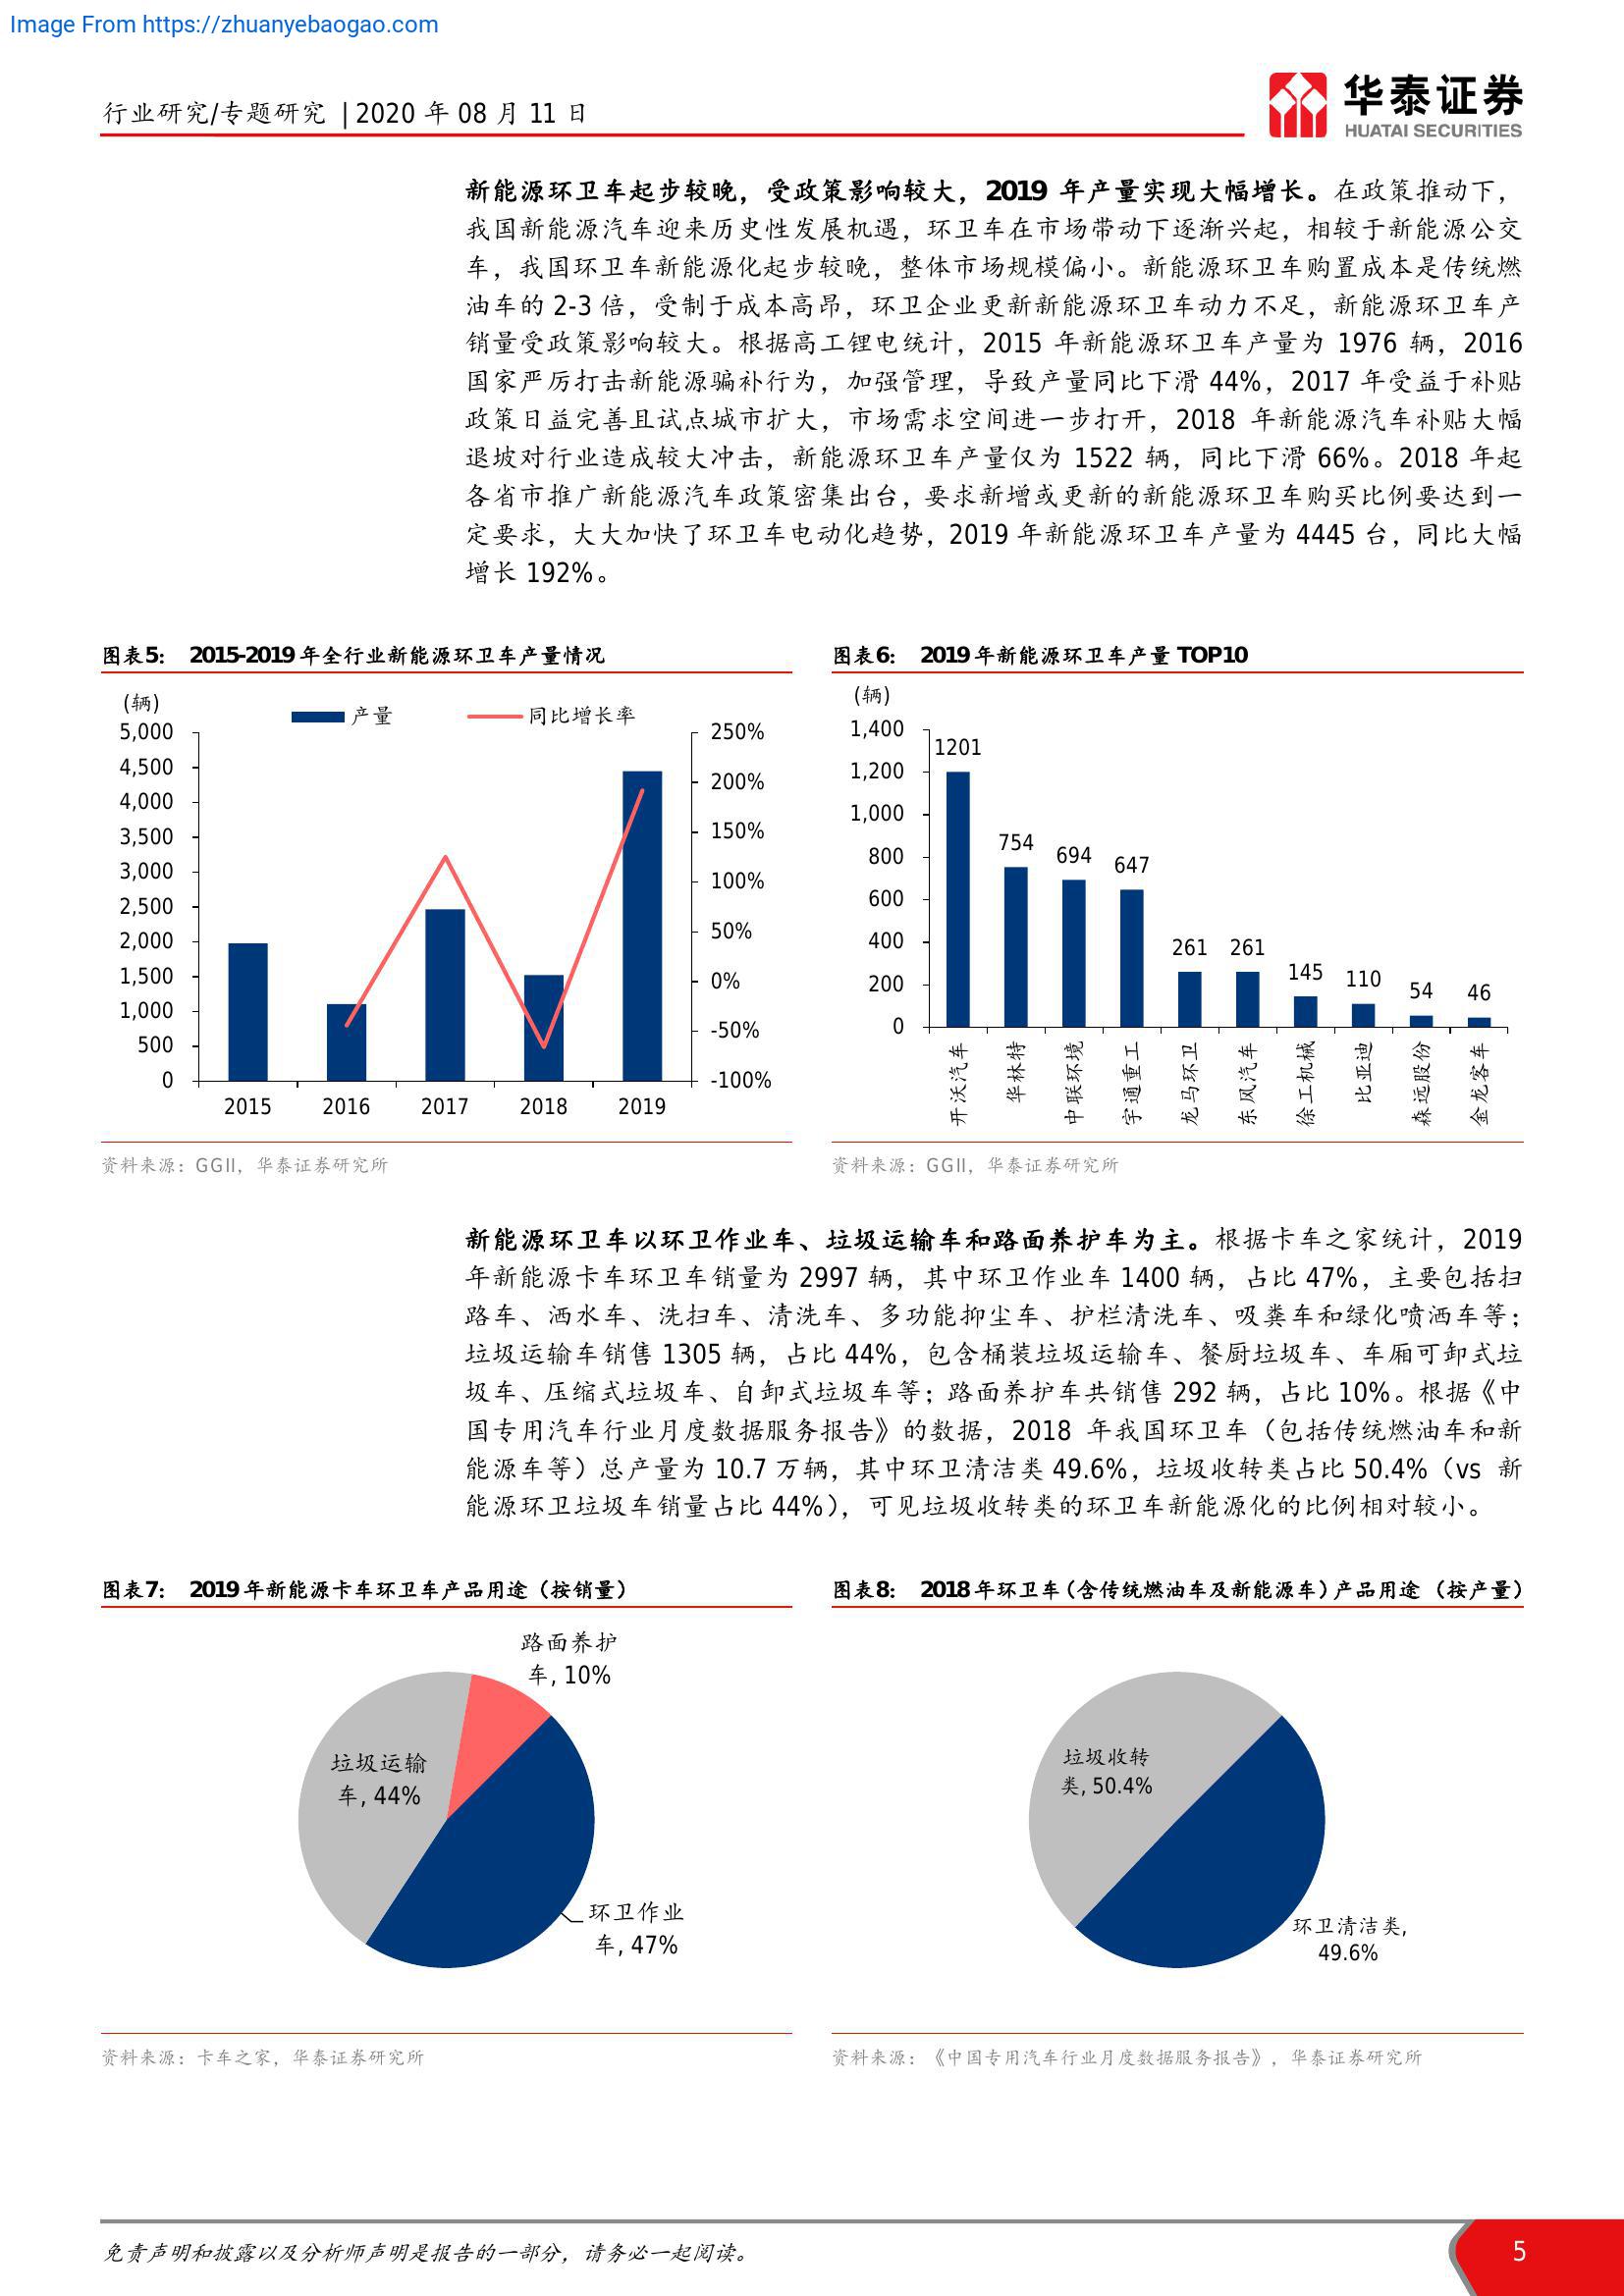 Image From https://zhuanyebaogao.com
行业研究/专题研究 | 2020 年 08 月 11 日
华泰证券
HUATAI SECURITIES
新能源环卫车起步较晚，受政策影响较大，2019 年产量实现大幅增长。在政策推动下，
我国新能源汽车迎来历史性发展机遇，环卫车在市场带动下逐渐兴起，相较于新能源公交
车，我国环卫车新能源化起步较晚，整体市场规模偏小。新能源环卫车购置成本是传统燃
油车的 2-3 倍，受制于成本高昂，环卫企业更新新能源环卫车动力不足，新能源环卫车产
销量受政策影响较大。根据高工锂电统计，2015 年新能源环卫车产量为 1976 辆，2016
国家严厉打击新能源骗补行为，加强管理，导致产量同比下滑 44%，2017 年受益于补贴
政策日益完善且试点城市扩大，市场需求空间进一步打开，2018 年新能源汽车补贴大幅
退坡对行业造成较大冲击，新能源环卫车产量仅为 1522 辆，同比下滑 66%。2018 年起
各省市推广新能源汽车政策密集出台，要求新增或更新的新能源环卫车购买比例要达到一
定要求，大大加快了环卫车电动化趋势，2019 年新能源环卫车产量为 4445 台，同比大幅
增长 192%。
图表5： 2015-2019 年全行业新能源环卫车产量情况
(辆)
产量
同比增长率
5,000
4,500
4,000
3,500
3,000
2,500
2,000
1,500
1,000
500
0
250%
200%
150%
100%
50%
0%
-50%
-100%
2015 2016 2017 2018 2019
资料来源：GGII，华泰证券研究所
图表6： 2019 年新能源环卫车产量 TOP10
(辆)
1,400
1,200
1,000
800
600
400
200
0
1201
754
694
647
261
261
145
110
54
46
开沃汽车
华林特
中联环境
宇通重工
龙马环卫
东风汽车
徐工机械
比亚迪
森远股份
金龙客车
资料来源：GGII，华泰证券研究所
新能源环卫车以环卫作业车、垃圾运输车和路面养护车为主。根据卡车之家统计，2019
年新能源卡车环卫车销量为 2997 辆，其中环卫作业车 1400 辆，占比 47%，主要包括扫
路车、洒水车、洗扫车、清洗车、多功能抑尘车、护栏清洗车、吸粪车和绿化喷洒车等；
垃圾运输车销售 1305 辆，占比 44%，包含桶装垃圾运输车、餐厨垃圾车、车厢可卸式垃
圾车、压缩式垃圾车、自卸式垃圾车等；路面养护车共销售 292 辆，占比 10%。根据《中
国专用汽车行业月度数据服务报告》的数据，2018 年我国环卫车（包括传统燃油车和新
能源车等）总产量为 10.7 万辆，其中环卫清洁类 49.6%，垃圾收转类占比 50.4%（vs 新
能源环卫垃圾车销量占比 44%），可见垃圾收转类的环卫车新能源化的比例相对较小。
图表7： 2019 年新能源卡车环卫车产品用途（按销量）
路面养护
车, 10%
垃圾运输
车, 44%
环卫作业
车, 47%
资料来源：卡车之家，华泰证券研究所
图表8： 2018 年环卫车（含传统燃油车及新能源车）产品用途 （按产量）
垃圾收转
类, 50.4%
环卫清洁类,
49.6%
资料来源：《中国专用汽车行业月度数据服务报告》，华泰证券研究所
免责声明和披露以及分析师声明是报告的一部分，请务必一起阅读。
5